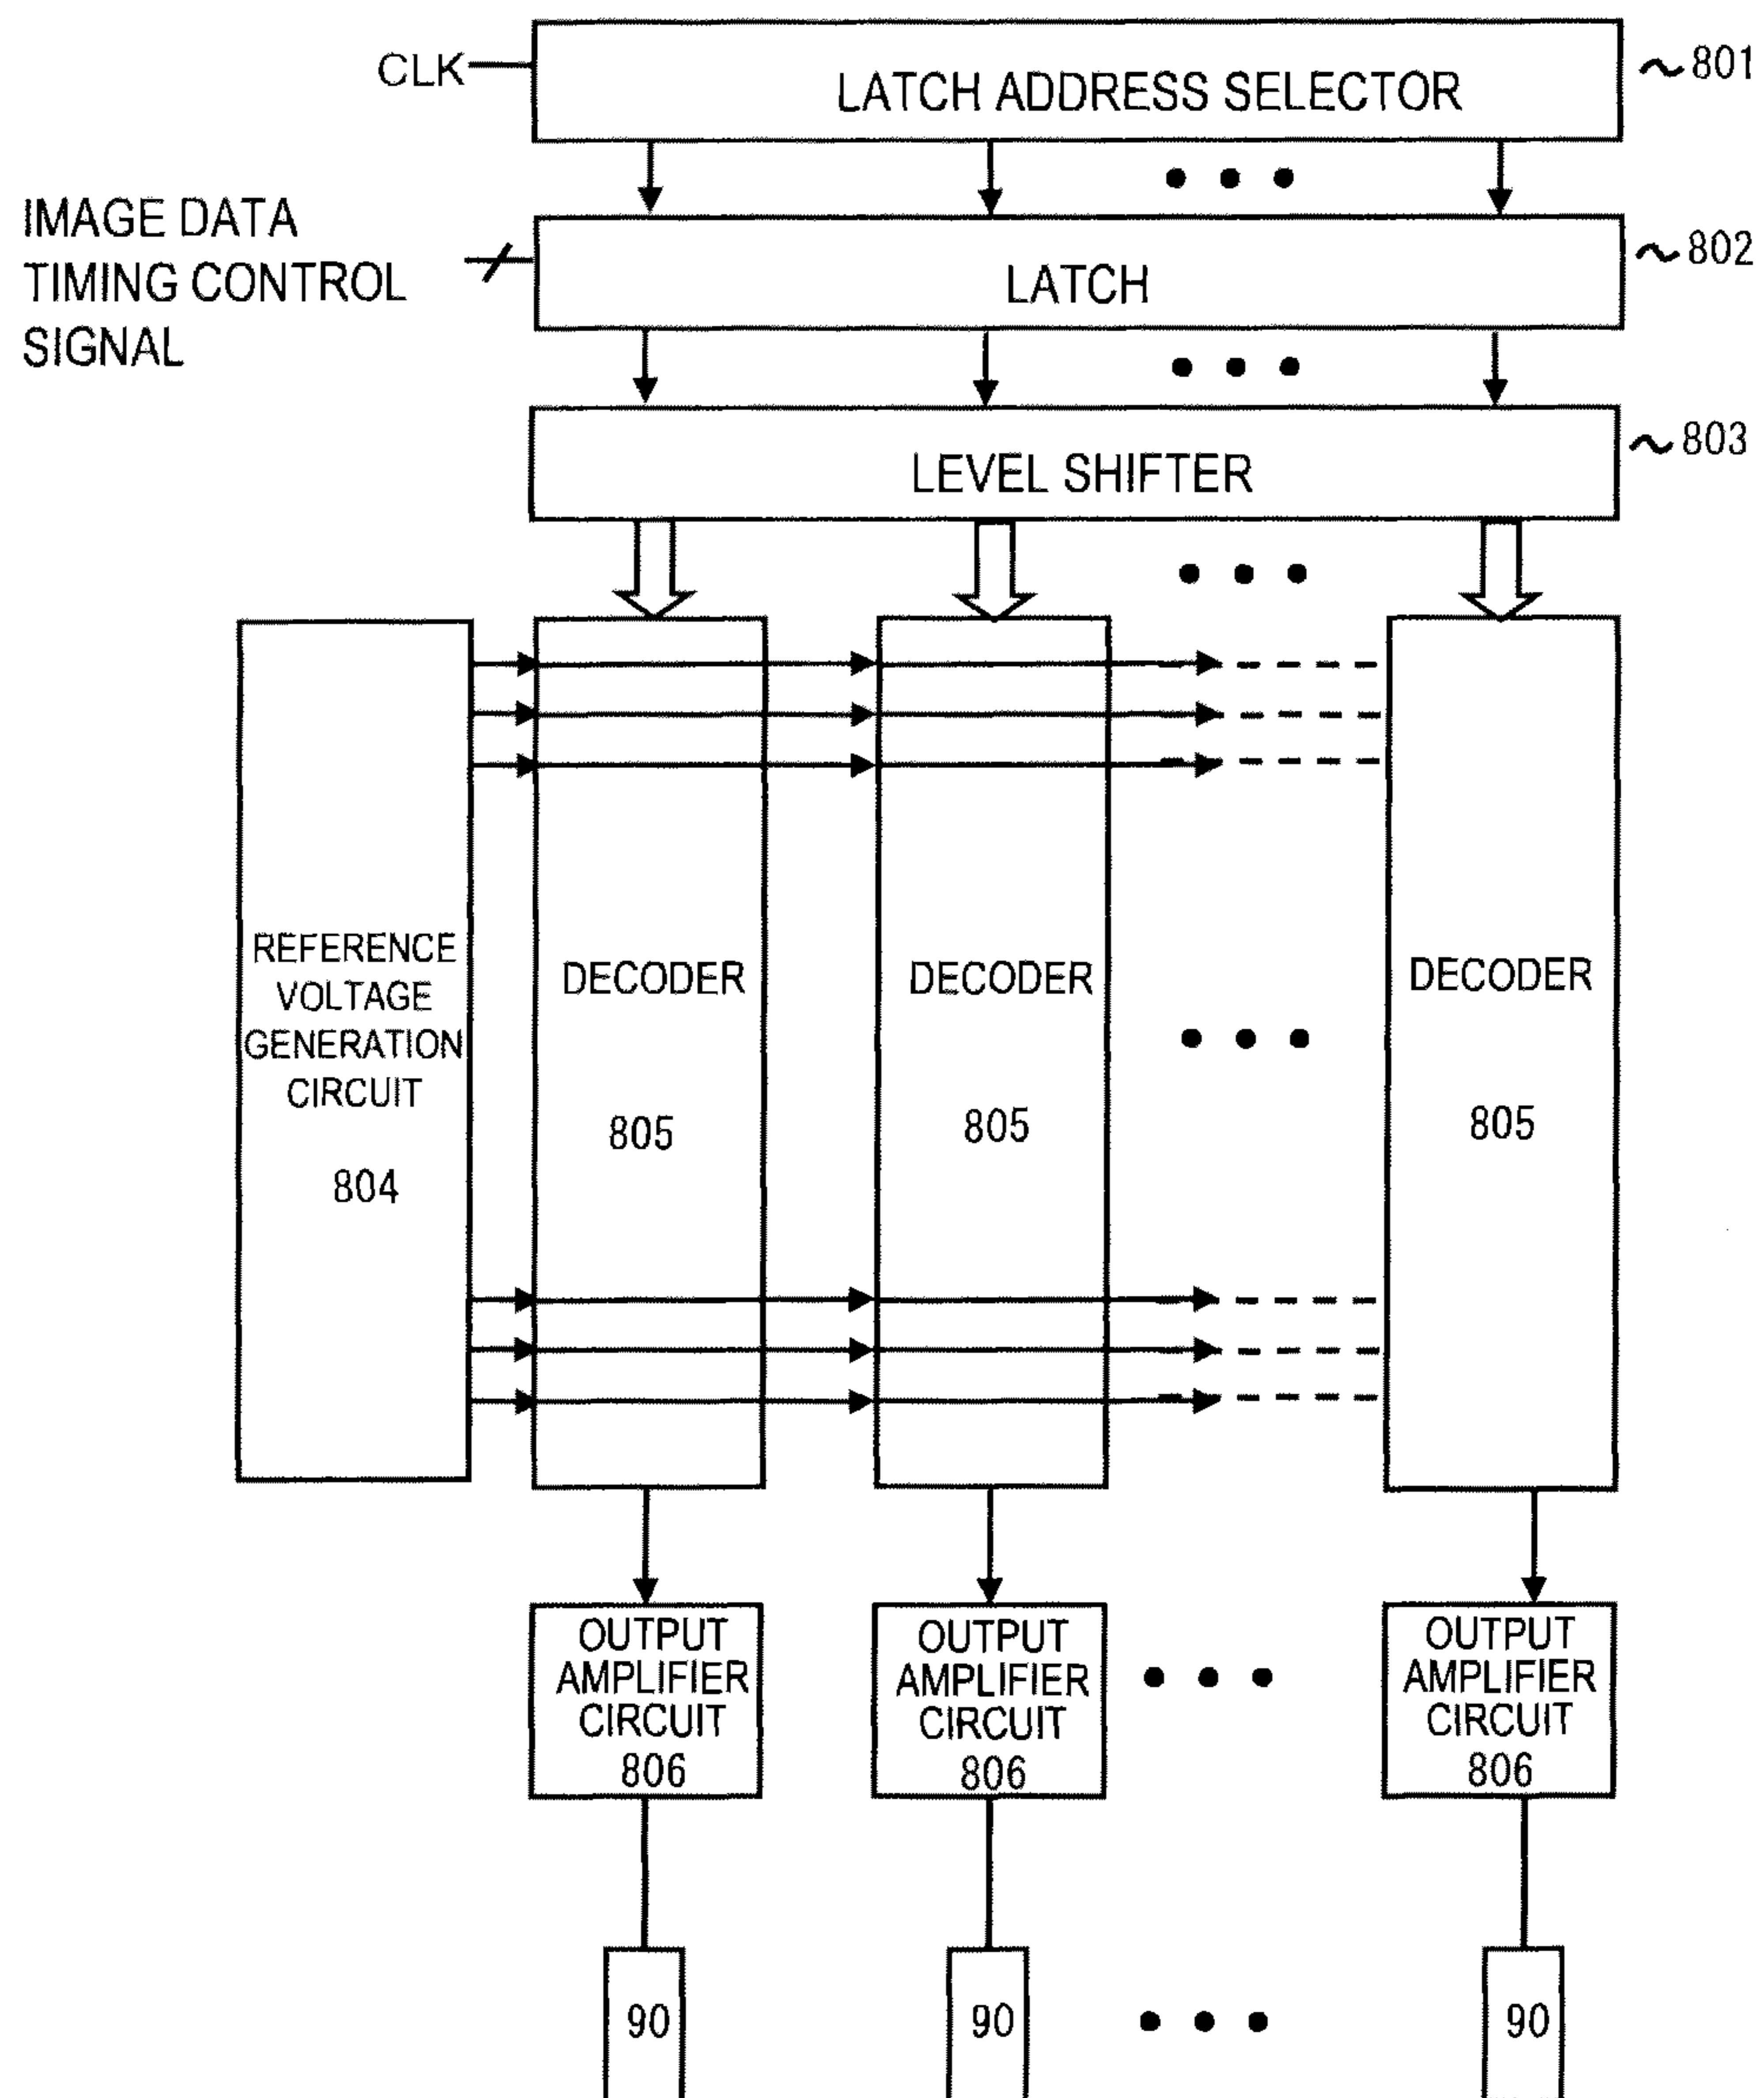 CLK
LATCH ADDRESS SELECTOR
801
IMAGE DATA
TIMING CONTROL
SIGNAL
LATCH
802
LEVEL SHIFTER
803
REFERENCE
VOLTAGE
GENERATION
CIRCUIT
804
DECODER
805
DECODER
805
DECODER
805
OUTPUT
AMPLIFIER
CIRCUIT
806
OUTPUT
AMPLIFIER
CIRCUIT
806
OUTPUT
AMPLIFIER
CIRCUIT
806
90
90
90